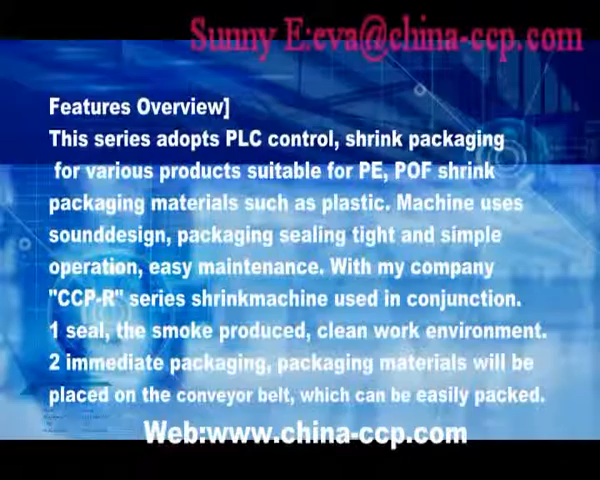 Sunny E:eva@china-ccp.com
Features Overview]
This series adopts PLC control, shrink packaging
for various products suitable for PE, POF shrink
packaging materials such as plastic. Machine uses
sounddesign, packaging sealing tight and simple
operation, easy maintenance. With my company
"CCP-R" series shrinkmachine used in conjunction.
1 seal, the smoke produced, clean work environment.
2 immediate packaging, packaging materials will be
placed on the conveyor belt, which can be easily packed.
Web:www.china-ccp.com